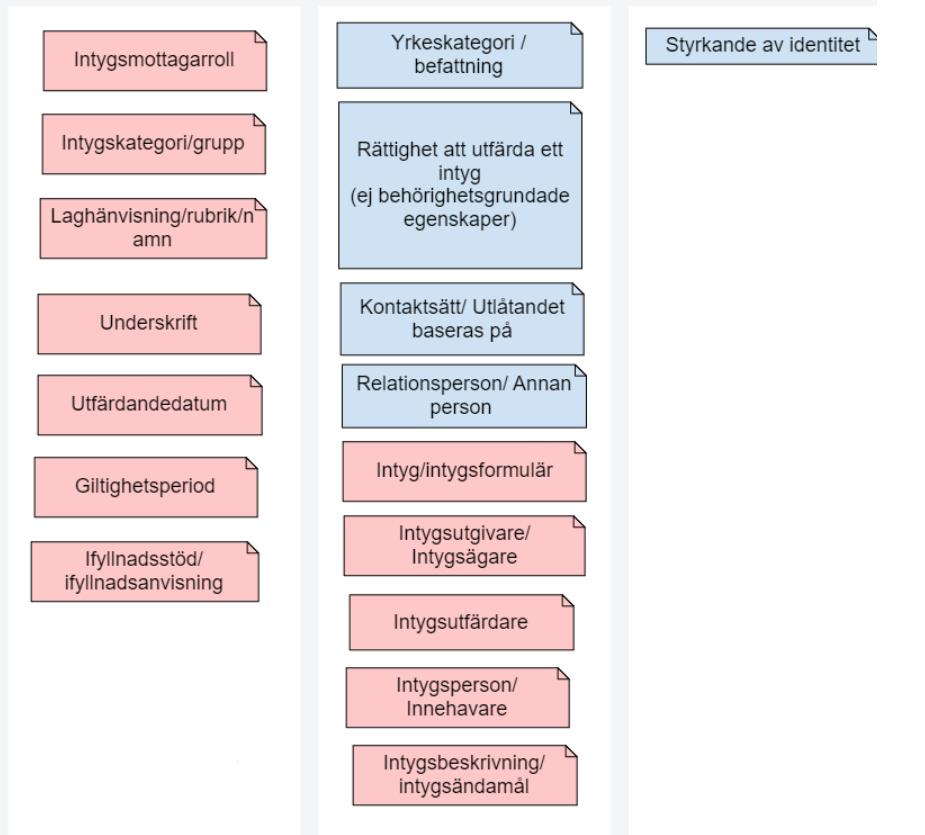 Intygsmottagarroll
Intygskategori/grupp
Laghänvisning/rubrik/n
amn
Underskrift
Utfärdandedatum
Giltighetsperiod
Ifyllnadsstöd/
ifyllnadsanvisning
Yrkeskategori /
befattning
Rättighet att utfärda ett
intyg
(ej behörighetsgrundade
egenskaper)
Kontaktsätt/ Utlåtandet
baseras på
Relationsperson/ Annan
person
Intyg/intygsformulär
Intygsutgivare/
Intygsägare
Intygsutfärdare
Intygsperson/
Innehavare
Intygsbeskrivning/
intygsändamål
Styrkande av identitet